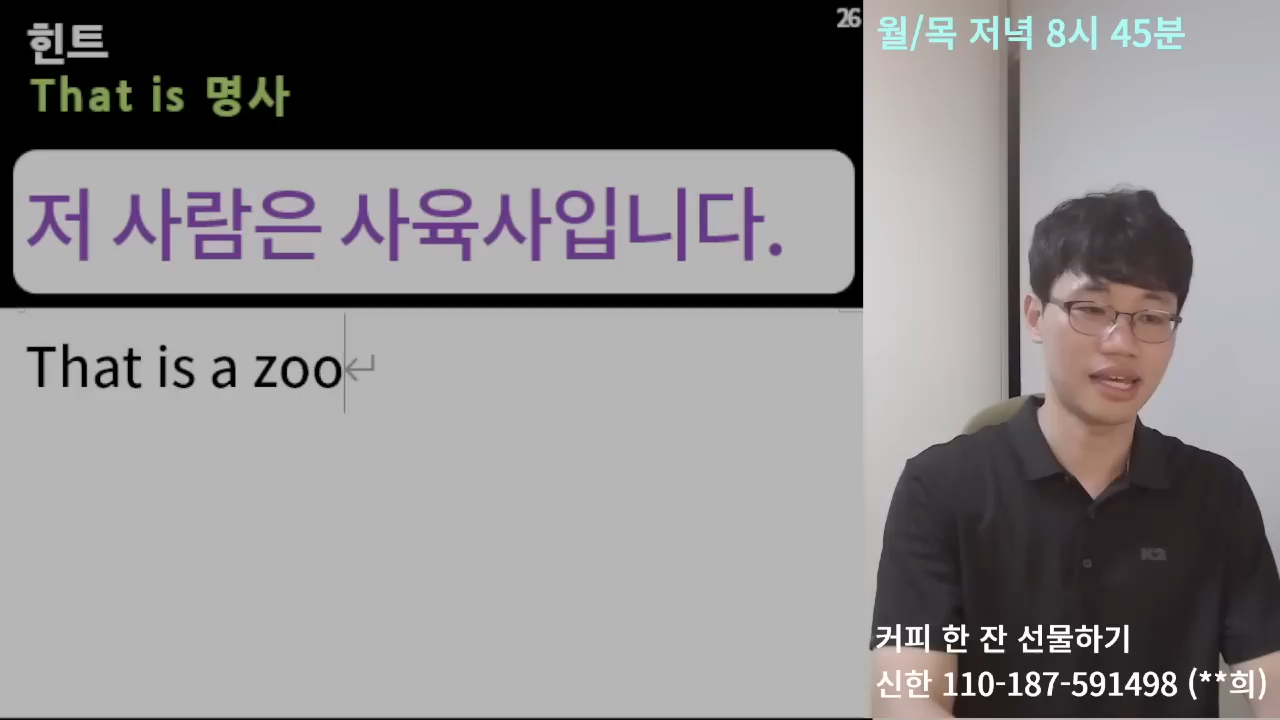 힌트
26
That is 명사
저 사람은 사육사입니다.
That is a zoo
월/목 저녁 8시 45분
K2
커피 한 잔 선물하기
신한 110-187-591498 (**희)